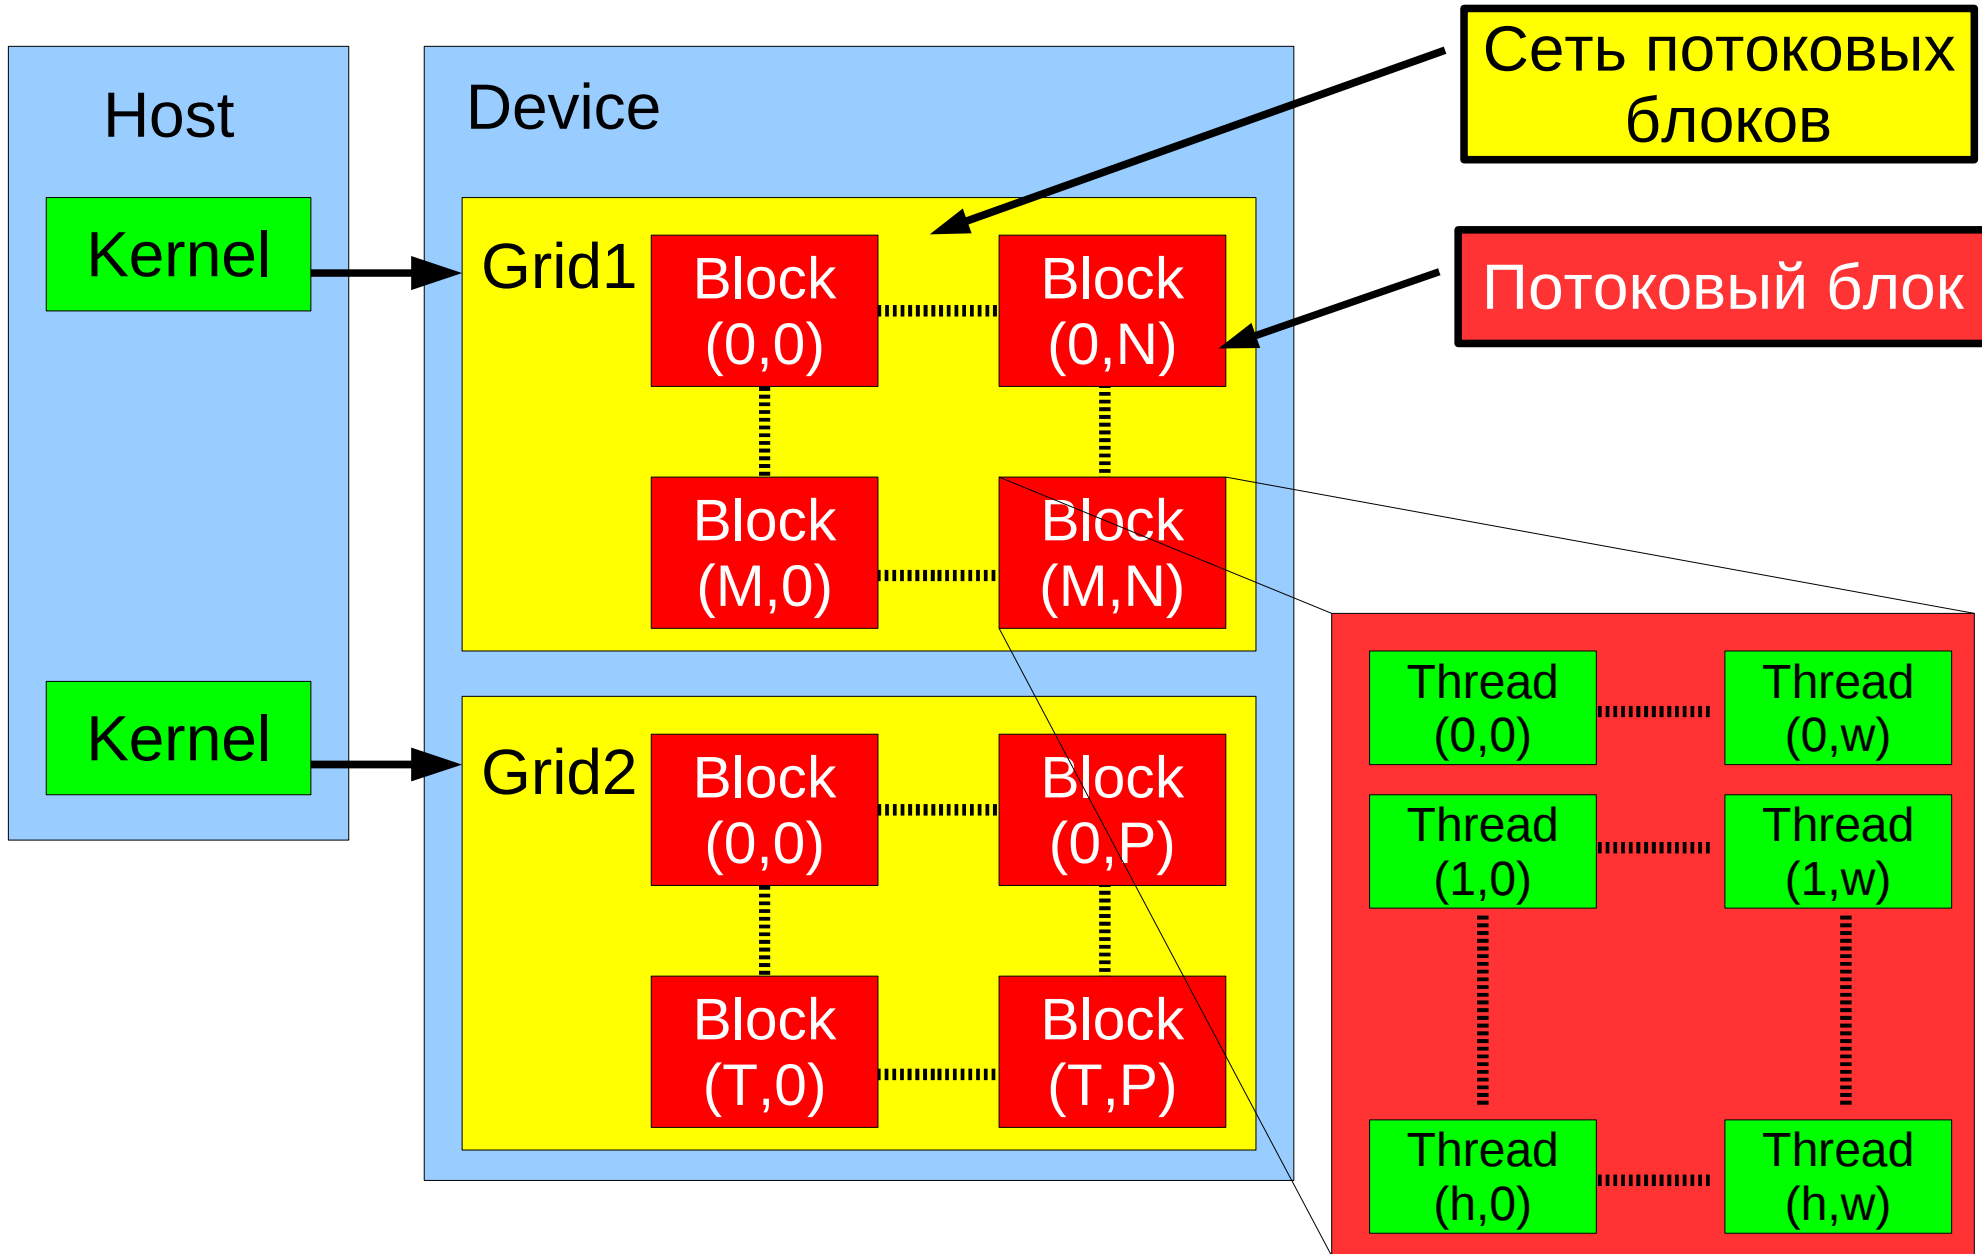 Host
Kernel
Kernel
Device
Grid1
Block
(0,0)
Block
(0,N)
Block
(M,0)
Block
(M,N)
Grid2
Block
(0,0)
Block
(0,P)
Block
(T,0)
Block
(T,P)
Сеть потоковых
блоков
Потоковый блок
Thread
(0,0)
Thread
(0,w)
Thread
(1,0)
Thread
(1,w)
Thread
(h,0)
Thread
(h,w)